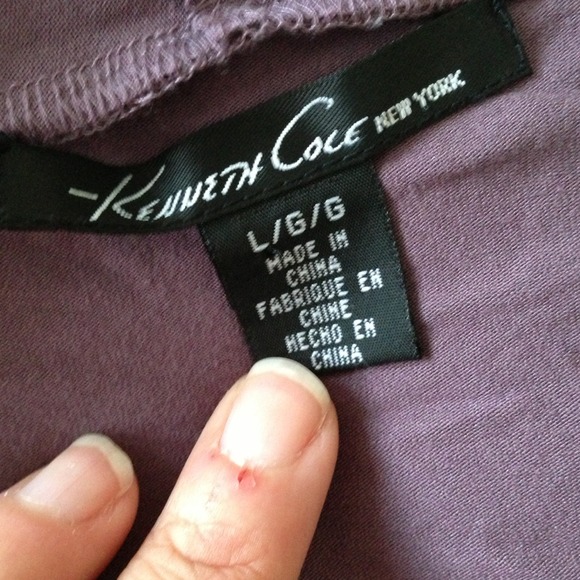 Kenneth Cole NEW YORK
L/G/G
MADE IN
CHINA
FABRIQUE EN
CHINE
HECHO EN
CHINA